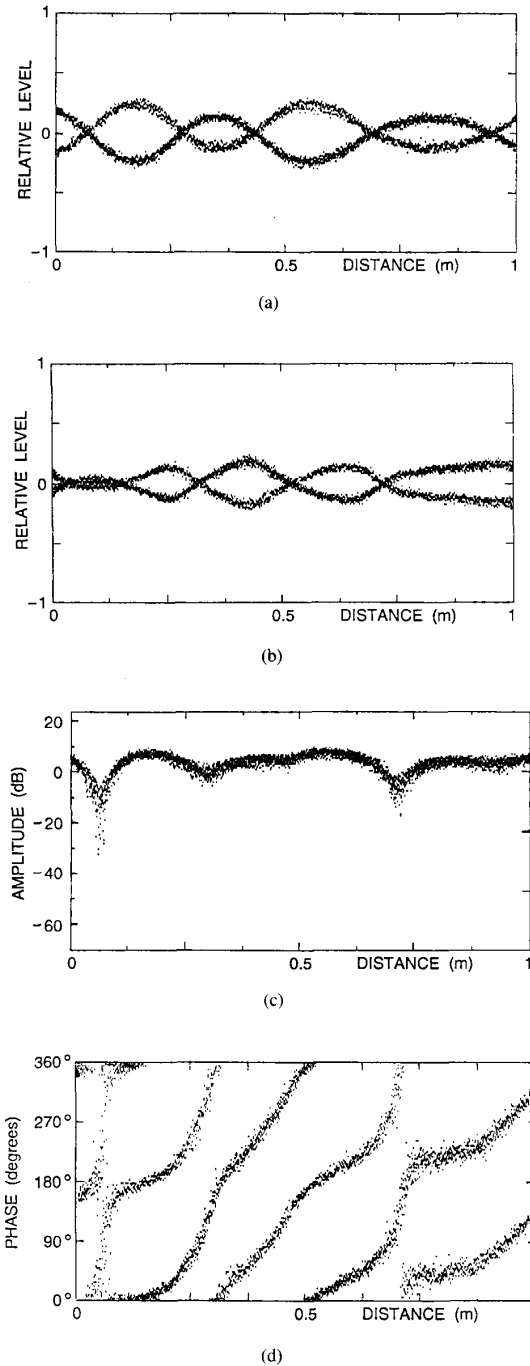 1
RELATIVE LEVEL
0
−1
0 0.5 DISTANCE (m) 1
(a)
1
RELATIVE LEVEL
0
−1
0 0.5 DISTANCE (m) 1
(b)
20
0
AMPLITUDE (dB)
−20
−40
−60
0 0.5 DISTANCE (m) 1
(c)
360°
270°
PHASE (degrees)
180°
90°
0°
0 0.5 DISTANCE (m) 1
(d)